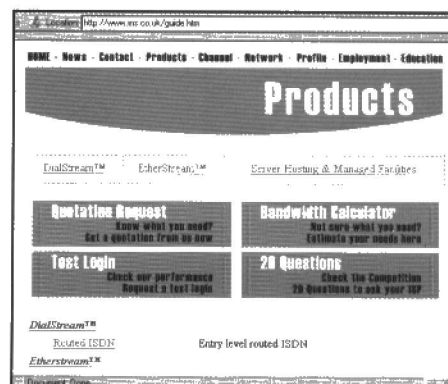 Location: http://www.ins.co.uk/guide.htm
HOME - News - Contact - Products - Channel - Network - Profile - Employment - Education
Products
DialStream™ EtherStream™ Server Hosting & Managed Facilities
Quotation Request
Know what you need?
Get a quotation from us now
Bandwidth Calculator
Not sure what you need?
Estimate your needs here
Test Login
Check our performance
Request a test login
20 Questions
Check the Competition
20 Questions to ask your ISP
DialStream™
Routed ISDN Entry level routed ISDN
Etherstream™
Document: Done